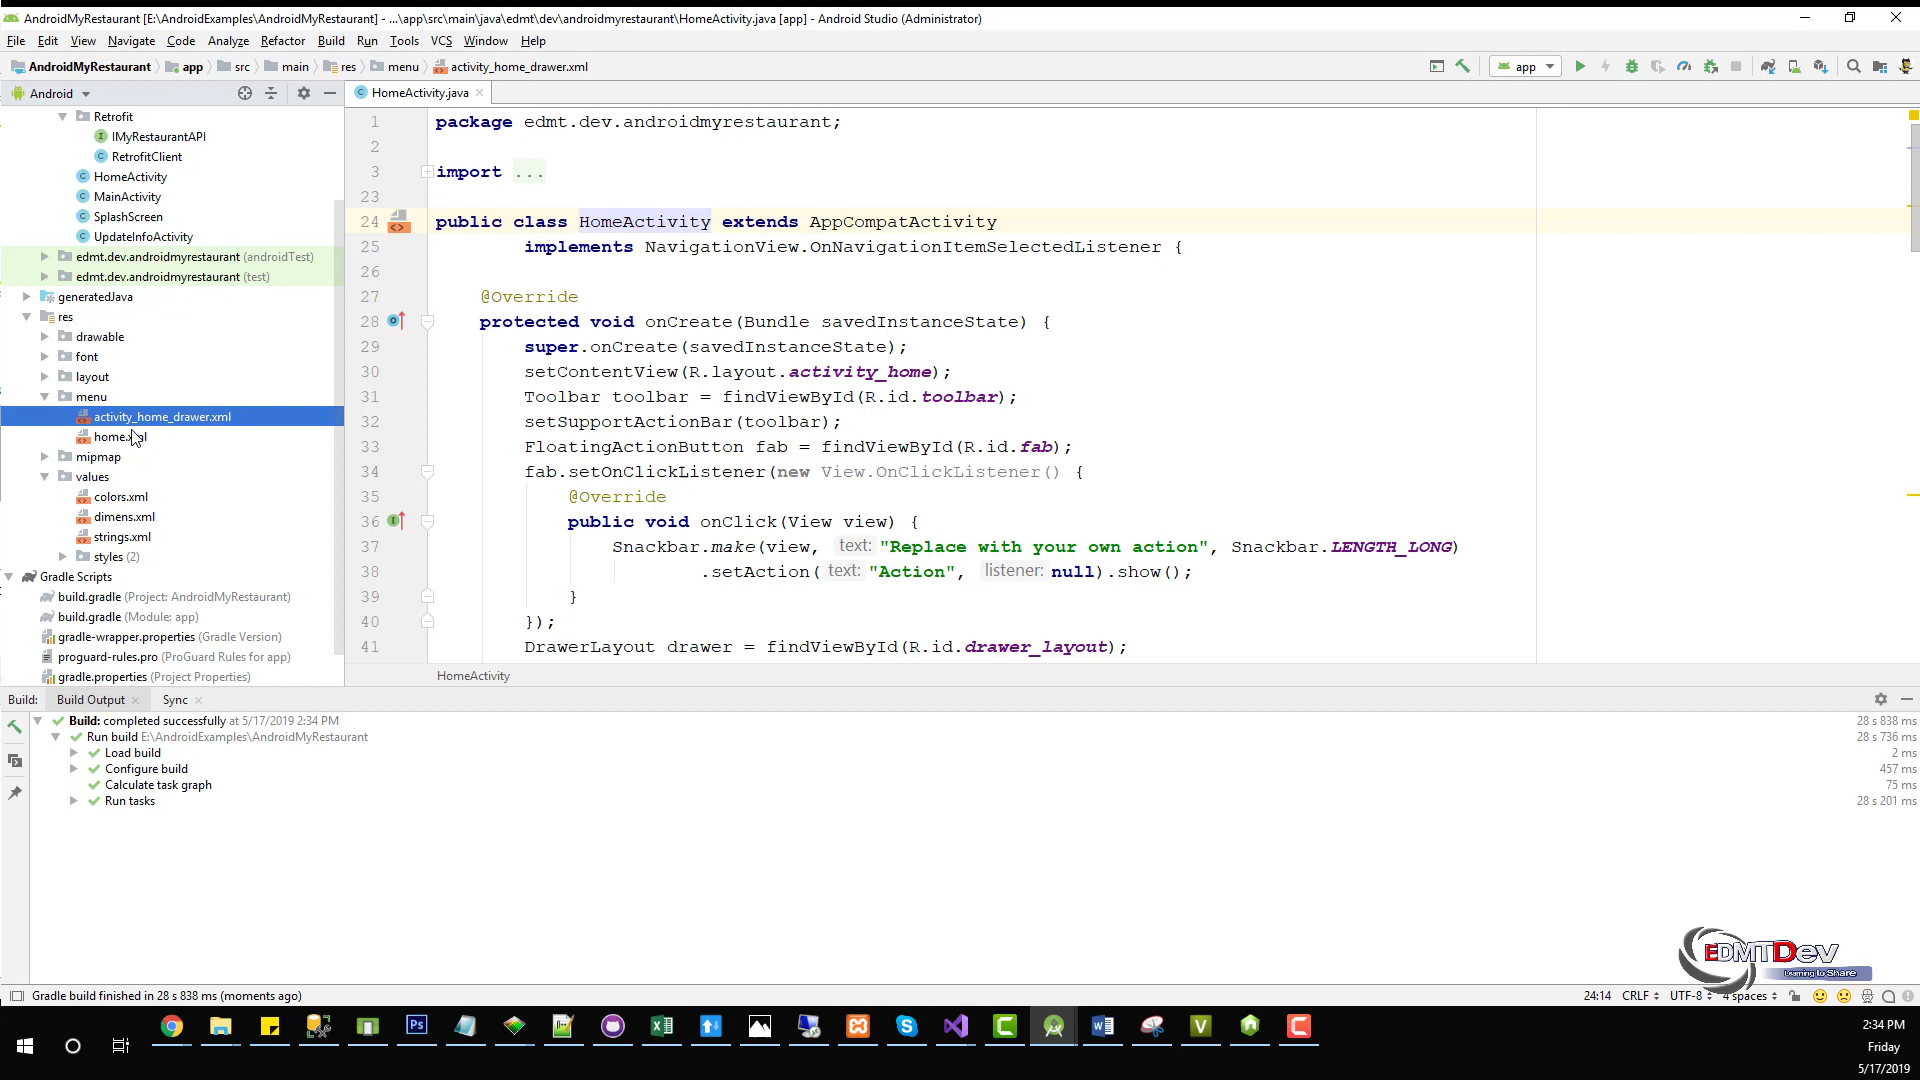 AndroidMyRestaurant [E:\AndroidExamples\AndroidMyRestaurant] - ...\app\src\main\java\edmt\dev\androidmyrestaurant\HomeActivity.java [app] - Android Studio (Administrator)
File Edit View Navigate Code Analyze Refactor Build Run Tools VCS Window Help
AndroidMyRestaurant app src main res menu activity_home_drawer.xml
app
Android
HomeActivity.java
Retrofit
IMyRestaurantAPI
RetrofitClient
HomeActivity
MainActivity
SplashScreen
UpdateInfoActivity
edmt.dev.androidmyrestaurant (androidTest)
edmt.dev.androidmyrestaurant (test)
generatedJava
res
drawable
font
layout
menu
activity_home_drawer.xml
home.xml
mipmap
values
colors.xml
dimens.xml
strings.xml
styles (2)
Gradle Scripts
build.gradle (Project: AndroidMyRestaurant)
build.gradle (Module: app)
gradle-wrapper.properties (Gradle Version)
proguard-rules.pro (ProGuard Rules for app)
gradle.properties (Project Properties)
1 package edmt.dev.androidmyrestaurant;
2
3 import ...
23
24 public class HomeActivity extends AppCompatActivity
25 implements NavigationView.OnNavigationItemSelectedListener {
26
27 @Override
28 protected void onCreate(Bundle savedInstanceState) {
29 super.onCreate(savedInstanceState);
30 setContentView(R.layout.activity_home);
31 Toolbar toolbar = findViewById(R.id.toolbar);
32 setSupportActionBar(toolbar);
33 FloatingActionButton fab = findViewById(R.id.fab);
34 fab.setOnClickListener(new View.OnClickListener() {
35 @Override
36 public void onClick(View view) {
37 Snackbar.make(view, text: "Replace with your own action", Snackbar.LENGTH_LONG)
38 .setAction( text: "Action", listener: null).show();
39 }
40 });
41 DrawerLayout drawer = findViewById(R.id.drawer_layout);
HomeActivity
Build: Build Output Sync
Build: completed successfully at 5/17/2019 2:34 PM 28 s 838 ms
Run build E:\AndroidExamples\AndroidMyRestaurant 28 s 736 ms
Load build 2 ms
Configure build 457 ms
Calculate task graph 75 ms
Run tasks 28 s 201 ms
EDMTDev
Learning to Share
Gradle build finished in 28 s 838 ms (moments ago) 24:14 CRLF UTF-8 4 spaces
2:34 PM
Friday
5/17/2019